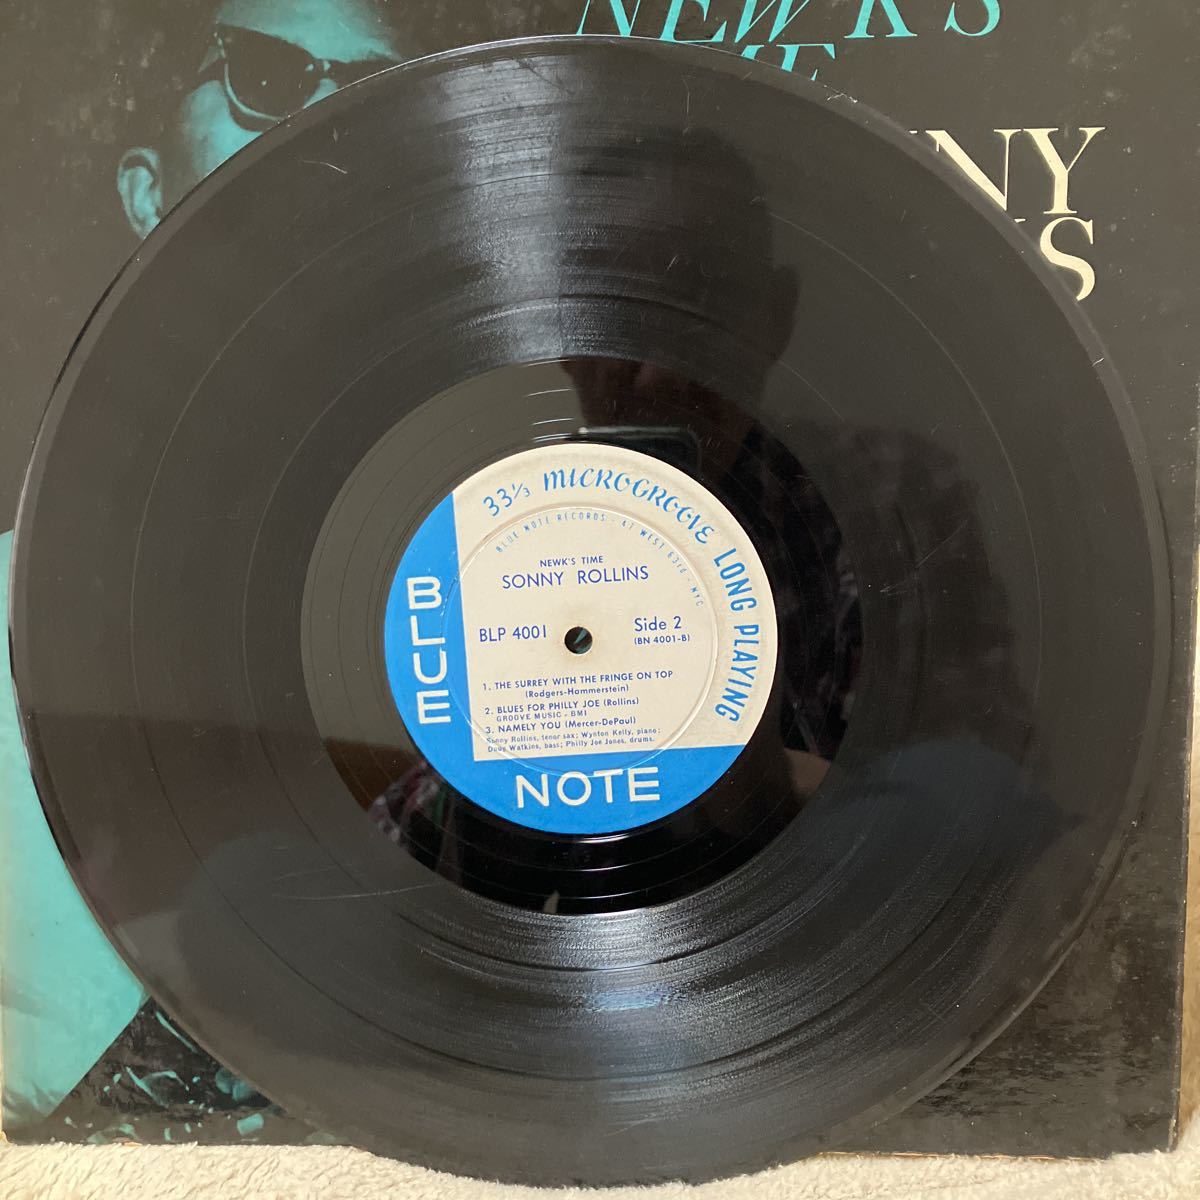 NEWK'S
NNY
S
33⅓ MICROGROOVE LONG PLAYING
BLUE NOTE RECORDS · 47 WEST 63rd · NYC
NEWK'S TIME
SONNY ROLLINS
BLP 4001
Side 2
(BN 4001-B)
1. THE SURREY WITH THE FRINGE ON TOP
(Rodgers-Hammerstein)
2. BLUES FOR PHILLY JOE (Rollins)
GROOVE MUSIC - BMI
3. NAMELY YOU (Mercer-DePaul)
Sonny Rollins, tenor sax; Wynton Kelly, piano;
Doug Watkins, bass; Philly Joe Jones, drums.
BLUE
NOTE